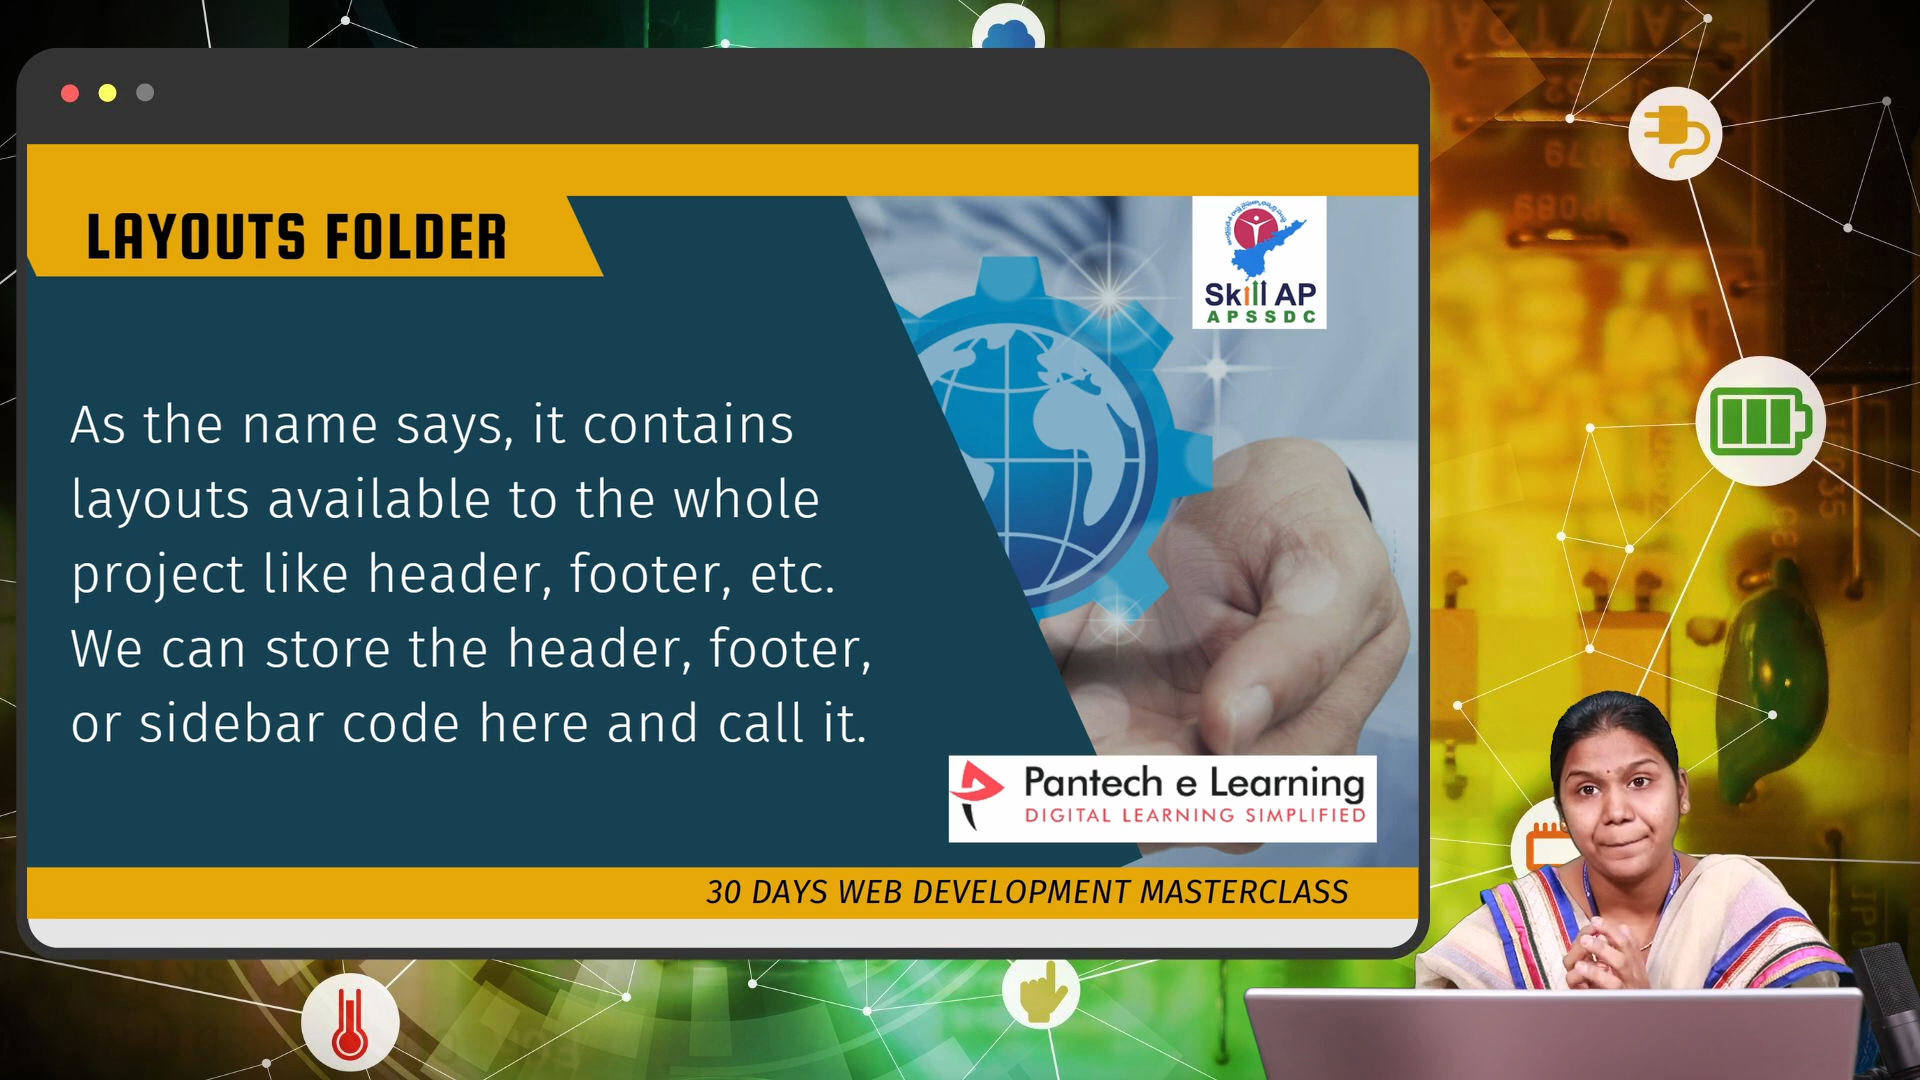 LAYOUTS FOLDER
Skill AP
APSSDC
As the name says, it contains
layouts available to the whole
project like header, footer, etc.
We can store the header, footer,
or sidebar code here and call it.
Pantech e Learning
DIGITAL LEARNING SIMPLIFIED
30 DAYS WEB DEVELOPMENT MASTERCLASS